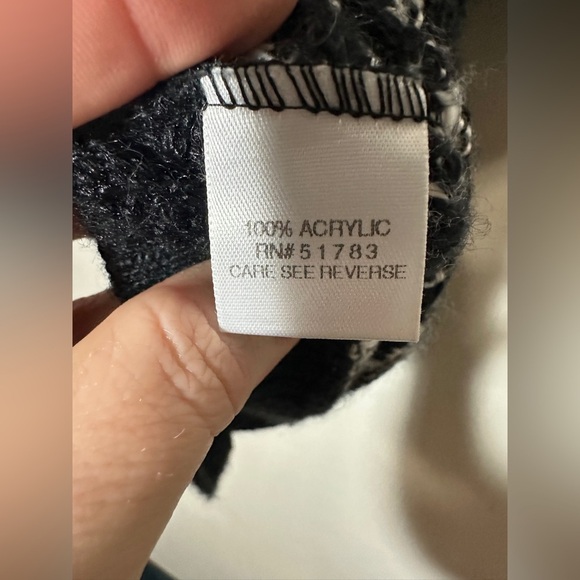 100% ACRYLIC
RN# 51783
CARE SEE REVERSE